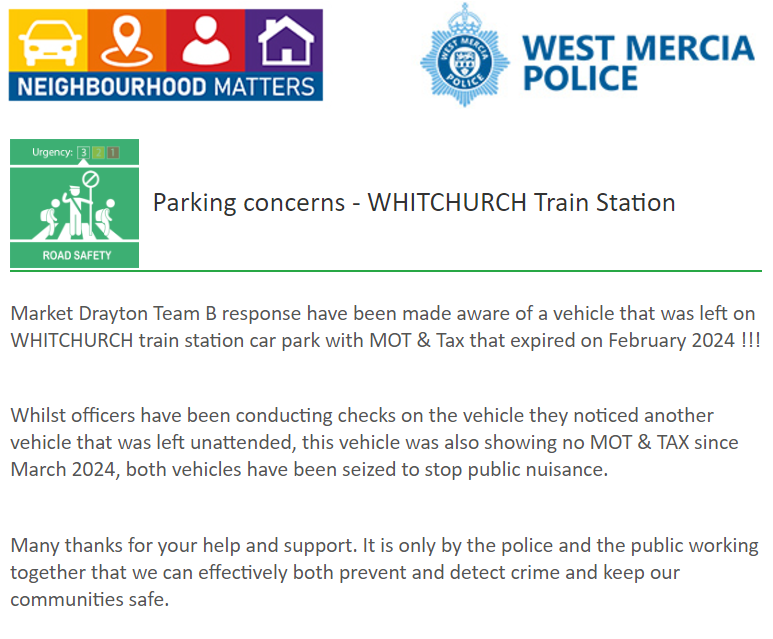 NEIGHBOURHOOD MATTERS
WEST MERCIA
POLICE
WEST MERCIA
POLICE
Urgency: 3 2 1
ROAD SAFETY
Parking concerns - WHITCHURCH Train Station
Market Drayton Team B response have been made aware of a vehicle that was left on
WHITCHURCH train station car park with MOT & Tax that expired on February 2024 !!!
Whilst officers have been conducting checks on the vehicle they noticed another
vehicle that was left unattended, this vehicle was also showing no MOT & TAX since
March 2024, both vehicles have been seized to stop public nuisance.
Many thanks for your help and support. It is only by the police and the public working
together that we can effectively both prevent and detect crime and keep our
communities safe.